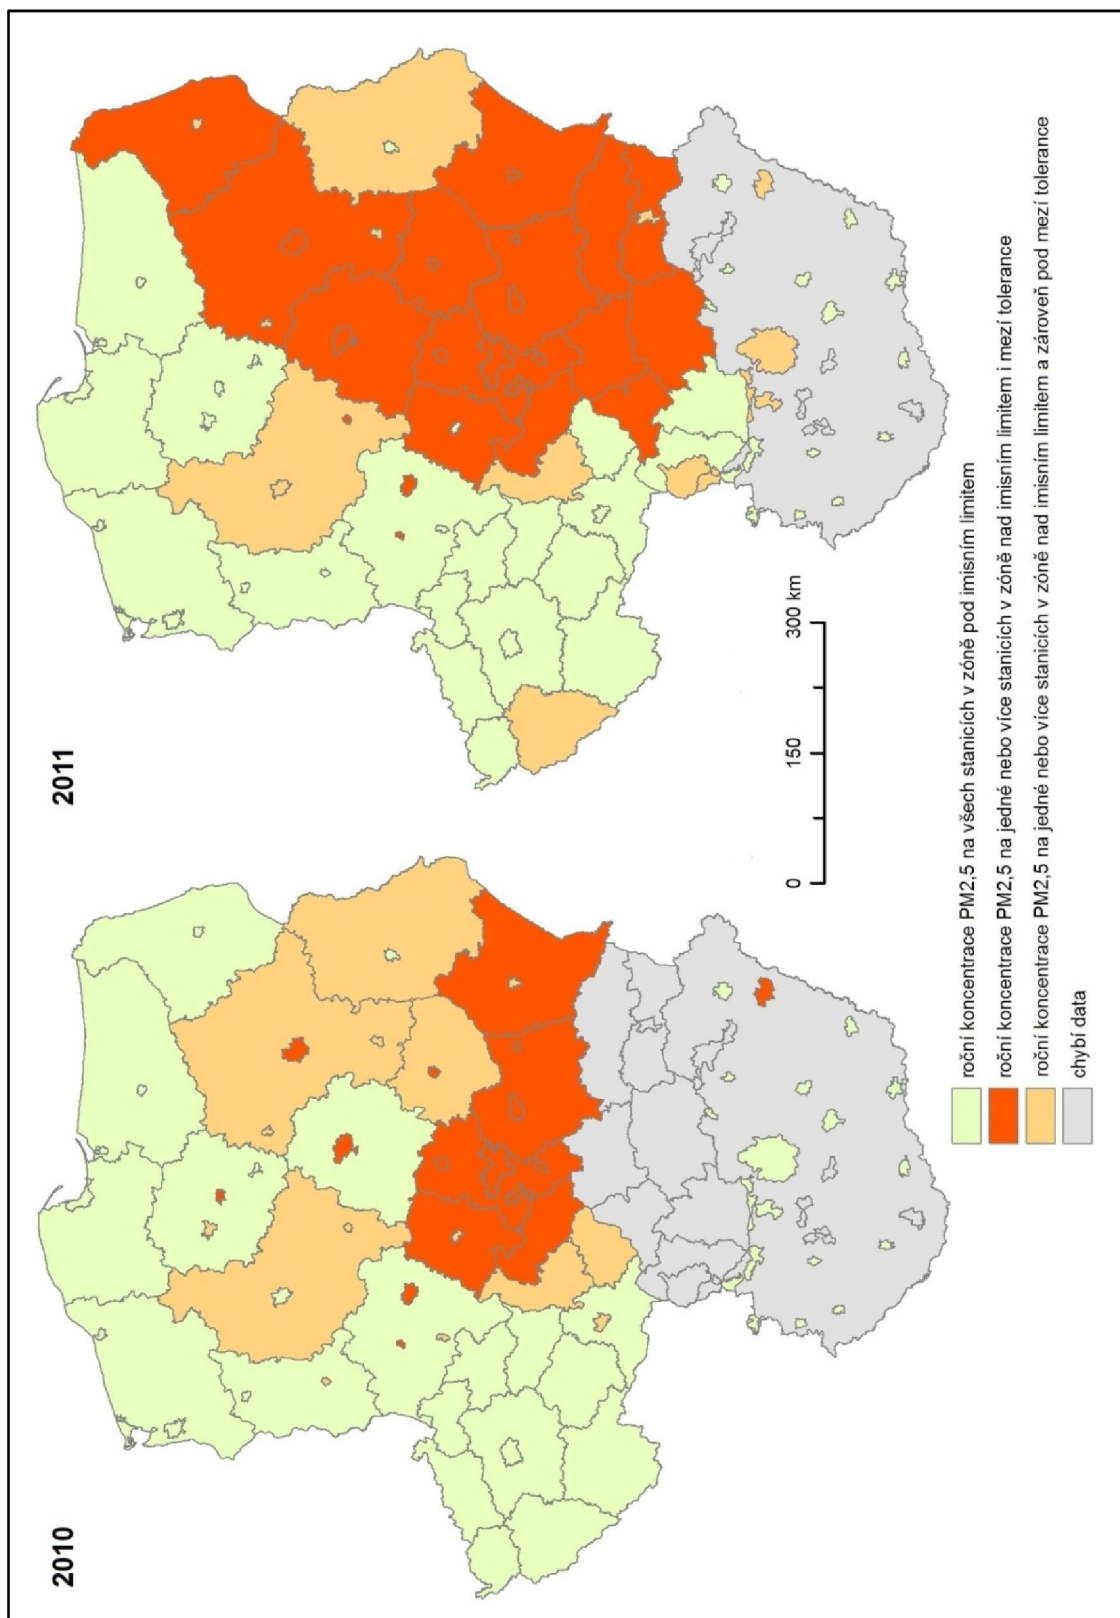 2010
2011
0 150 300 km
roční koncentrace PM2,5 na všech stanicích v zóně pod imisním limitem
roční koncentrace PM2,5 na jedné nebo více stanicích v zóně nad imisním limitem i mezí tolerance
roční koncentrace PM2,5 na jedné nebo více stanicích v zóně nad imisním limitem a zároveň pod mezí tolerance
chybí data